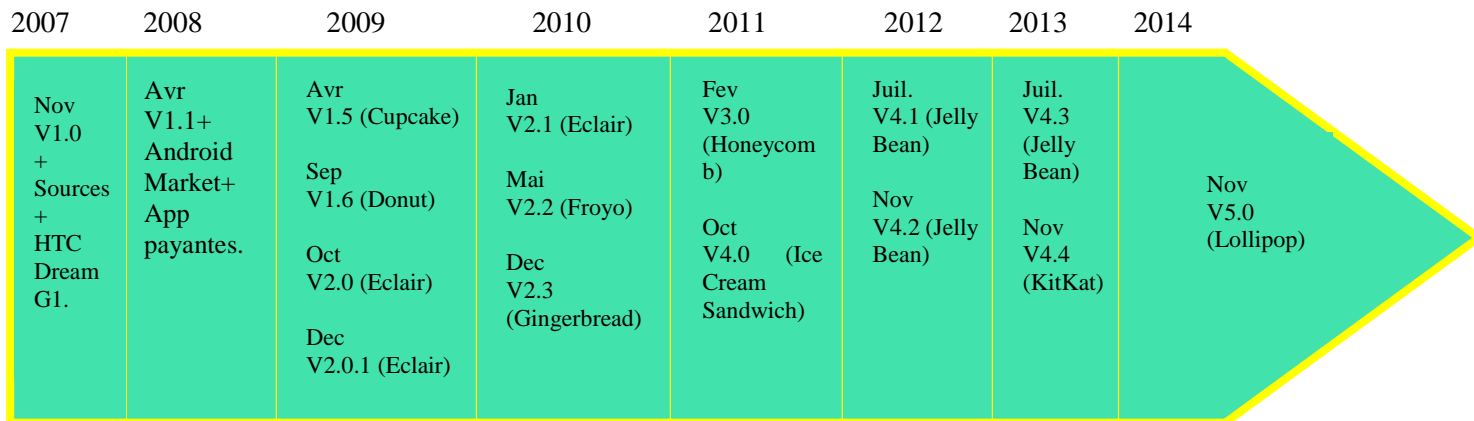 2007 2008 2009 2010 2011 2012 2013 2014
Nov
V1.0
+
Sources
+
HTC
Dream
G1.
Avr
V1.1+
Android
Market+
App
payantes.
Avr
V1.5 (Cupcake)
Sep
V1.6 (Donut)
Oct
V2.0 (Eclair)
Dec
V2.0.1 (Eclair)
Jan
V2.1 (Eclair)
Mai
V2.2 (Froyo)
Dec
V2.3
(Gingerbread)
Fev
V3.0
(Honeycom
b)
Oct
V4.0 (Ice
Cream
Sandwich)
Juil.
V4.1 (Jelly
Bean)
Nov
V4.2 (Jelly
Bean)
Juil.
V4.3
(Jelly
Bean)
Nov
V4.4
(KitKat)
Nov
V5.0
(Lollipop)